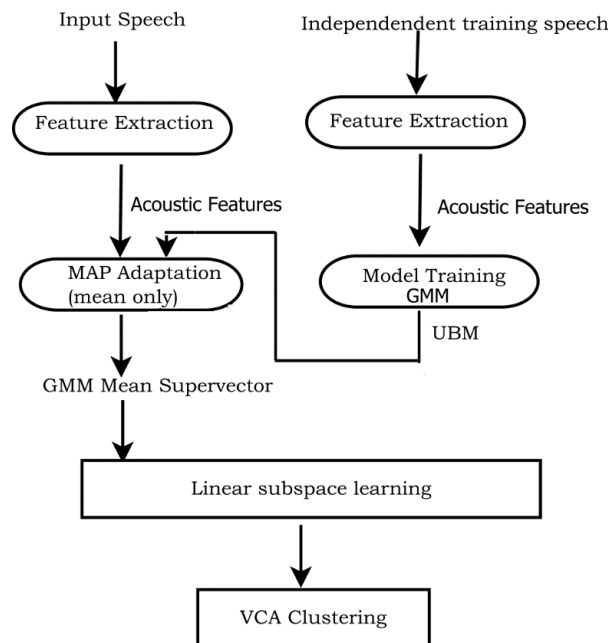 Input Speech
Independendent training speech
Feature Extraction
Feature Extraction
Acoustic Features
Acoustic Features
MAP Adaptation
(mean only)
Model Training
GMM
UBM
GMM Mean Supervector
Linear subspace learning
VCA Clustering